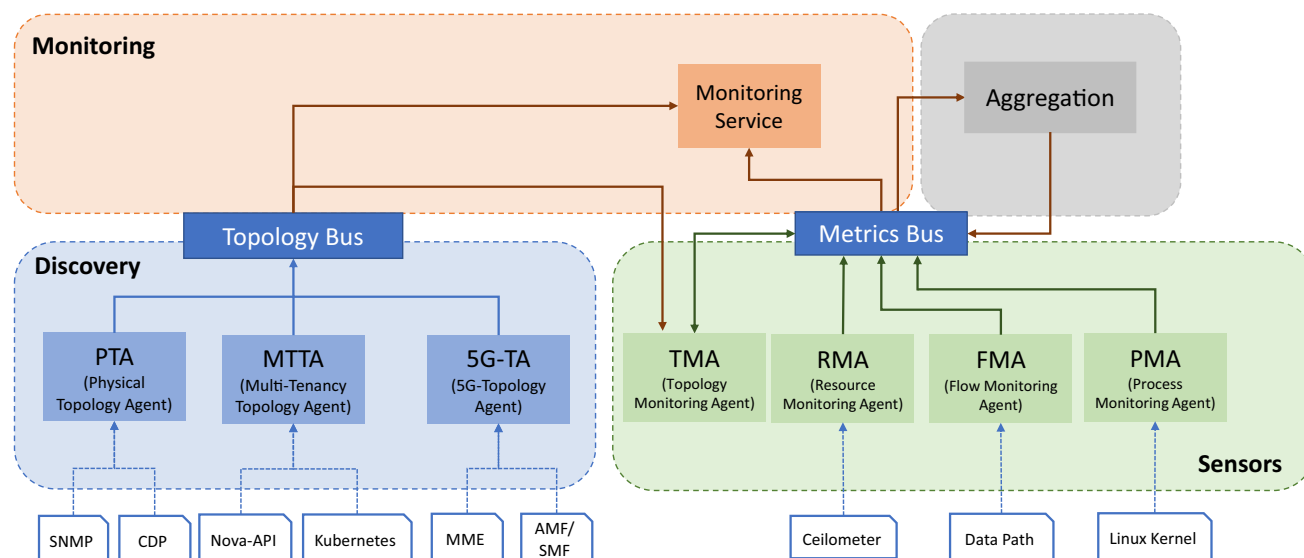 Monitoring
Monitoring
Service
Aggregation
Topology Bus
Metrics Bus
Discovery
PTA
(Physical
Topology Agent)
MTTA
(Multi-Tenancy
Topology Agent)
5G-TA
(5G-Topology
Agent)
TMA
(Topology
Monitoring Agent)
RMA
(Resource
Monitoring Agent)
FMA
(Flow Monitoring
Agent)
PMA
(Process
Monitoring Agent)
Sensors
SNMP
CDP
Nova-API
Kubernetes
MME
AMF/
SMF
Ceilometer
Data Path
Linux Kernel